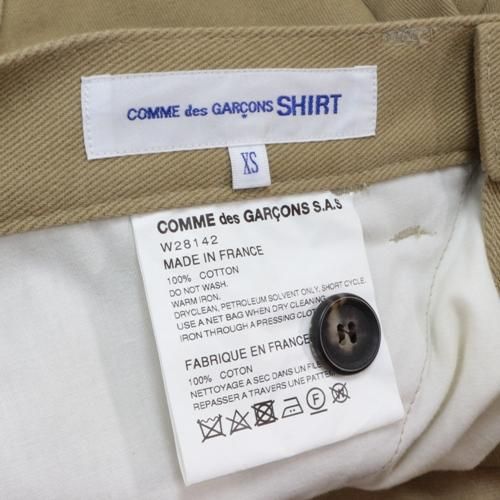 COMME des GARÇONS SHIRT
XS
COMME des GARÇONS S.A.S
W28142
MADE IN FRANCE
100% COTTON
DO NOT WASH.
WARM IRON.
DRYCLEAN, PETROLEUM SOLVENT ONLY, SHORT CYCLE.
USE A NET BAG WHEN DRY CLEANING
IRON THROUGH A PRESSING
FABRIQUE EN FRANCE
100% COTON
NETTOYAGE A SEC DANS UN
REPASSER A TRAVERS UNE